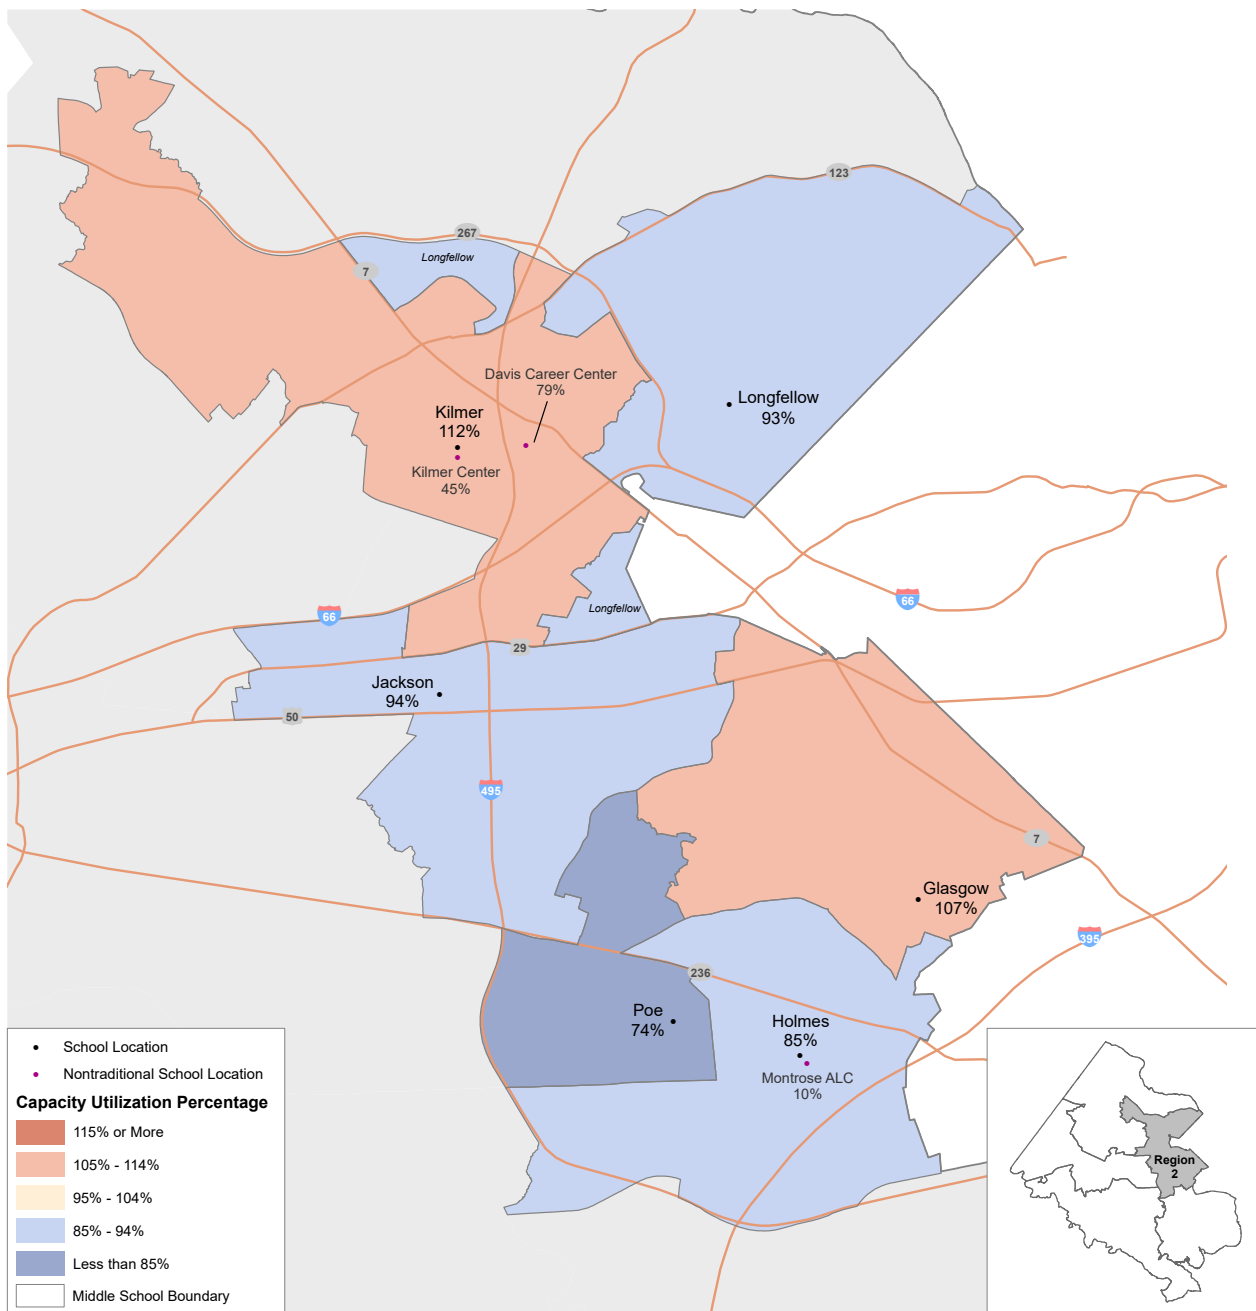 123
267
Longfellow
7
Davis Career Center
79%
Longfellow
93%
Kilmer
112%
Kilmer Center
45%
66
66
Longfellow
29
Jackson
94%
50
495
7
Glasgow
107%
395
236
Poe
74%
Holmes
85%
Montrose ALC
10%
School Location
Nontraditional School Location
Capacity Utilization Percentage
115% or More
105% - 114%
95% - 104%
85% - 94%
Less than 85%
Middle School Boundary
Region
2